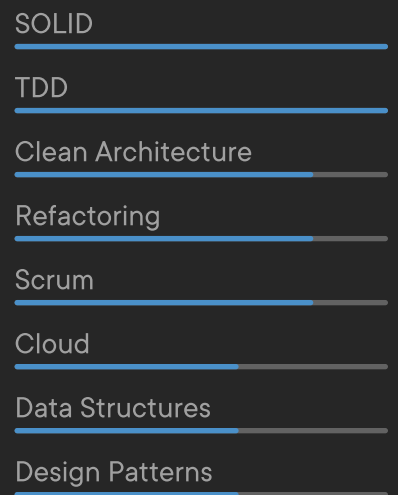 SOLID
TDD
Clean Architecture
Refactoring
Scrum
Cloud
Data Structures
Design Patterns